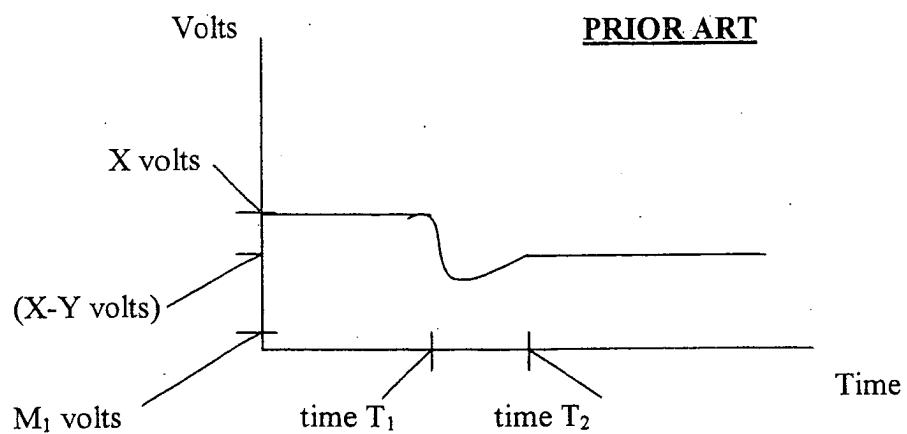 Volts
PRIOR ART
X volts
(X-Y volts)
M₁ volts
time T₁
time T₂
Time